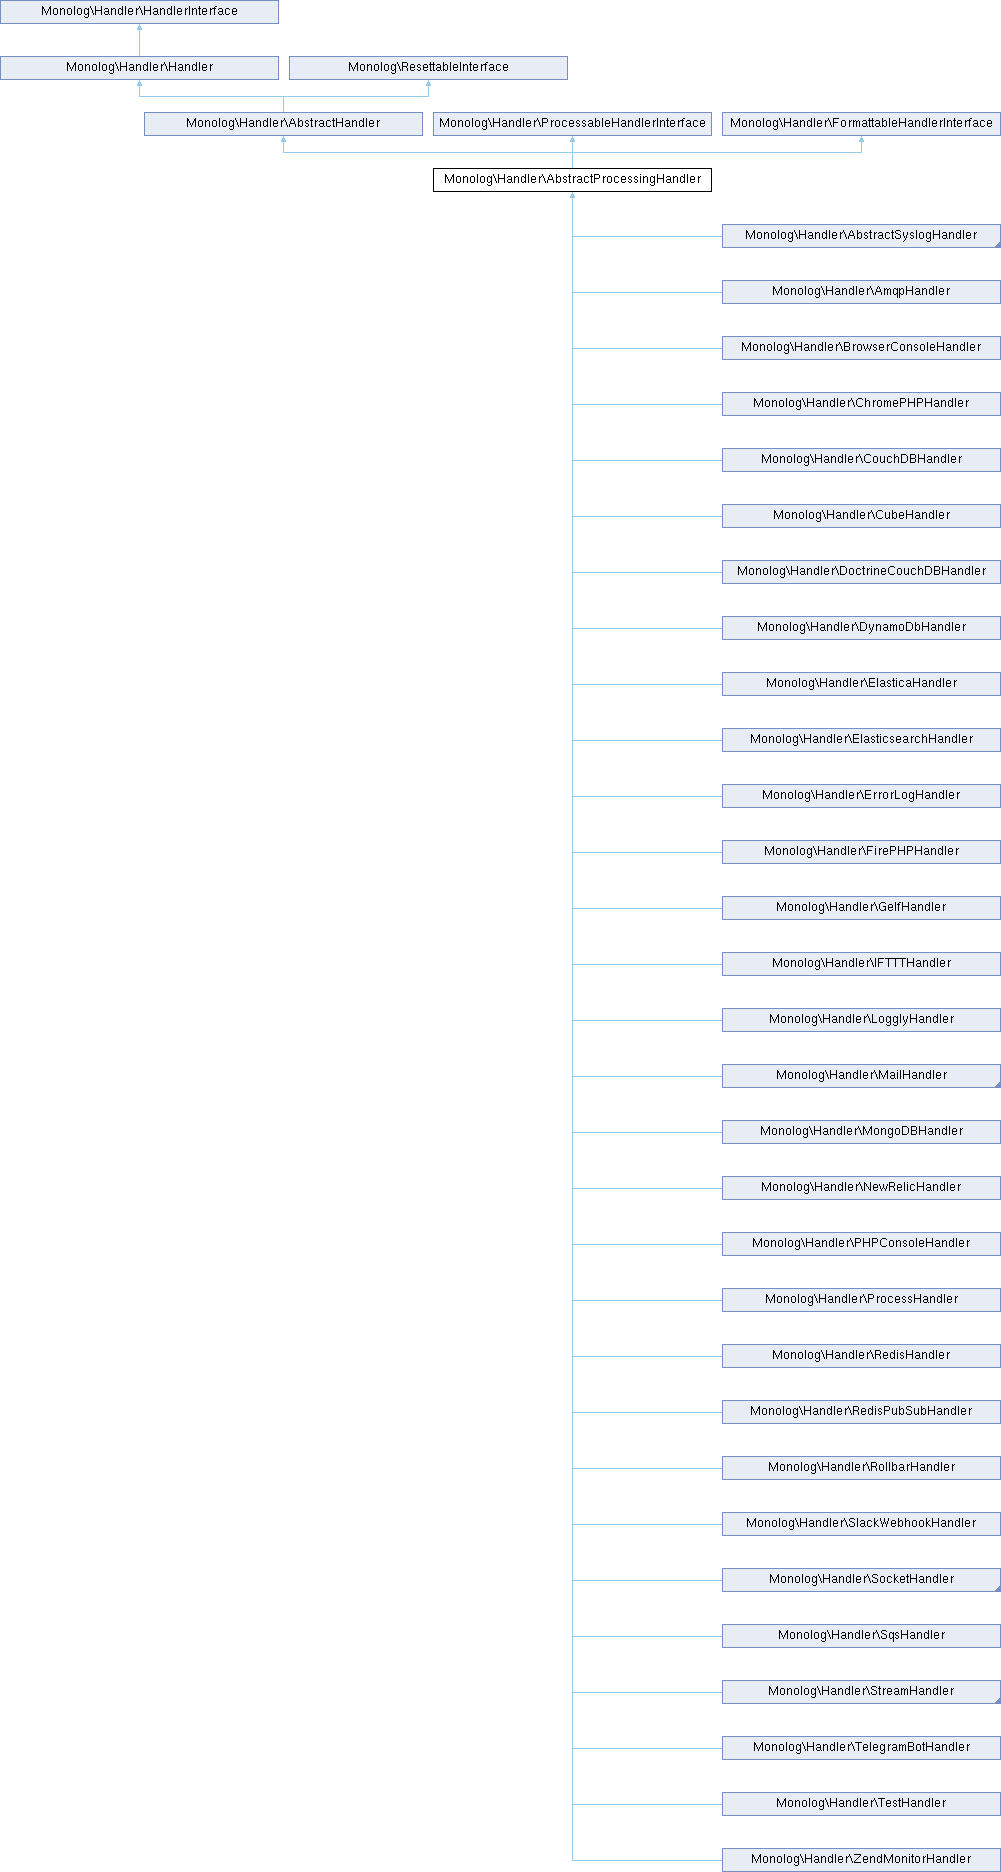 Monolog\Handler\HandlerInterface
Monolog\Handler\Handler
Monolog\ResettableInterface
Monolog\Handler\AbstractHandler
Monolog\Handler\ProcessableHandlerInterface
Monolog\Handler\FormattableHandlerInterface
Monolog\Handler\AbstractProcessingHandler
Monolog\Handler\AbstractSyslogHandler
Monolog\Handler\AmqpHandler
Monolog\Handler\BrowserConsoleHandler
Monolog\Handler\ChromePHPHandler
Monolog\Handler\CouchDBHandler
Monolog\Handler\CubeHandler
Monolog\Handler\DoctrineCouchDBHandler
Monolog\Handler\DynamoDbHandler
Monolog\Handler\ElasticaHandler
Monolog\Handler\ElasticsearchHandler
Monolog\Handler\ErrorLogHandler
Monolog\Handler\FirePHPHandler
Monolog\Handler\GelfHandler
Monolog\Handler\IFTTTHandler
Monolog\Handler\LogglyHandler
Monolog\Handler\MailHandler
Monolog\Handler\MongoDBHandler
Monolog\Handler\NewRelicHandler
Monolog\Handler\PHPConsoleHandler
Monolog\Handler\ProcessHandler
Monolog\Handler\RedisHandler
Monolog\Handler\RedisPubSubHandler
Monolog\Handler\RollbarHandler
Monolog\Handler\SlackWebhookHandler
Monolog\Handler\SocketHandler
Monolog\Handler\SqsHandler
Monolog\Handler\StreamHandler
Monolog\Handler\TelegramBotHandler
Monolog\Handler\TestHandler
Monolog\Handler\ZendMonitorHandler